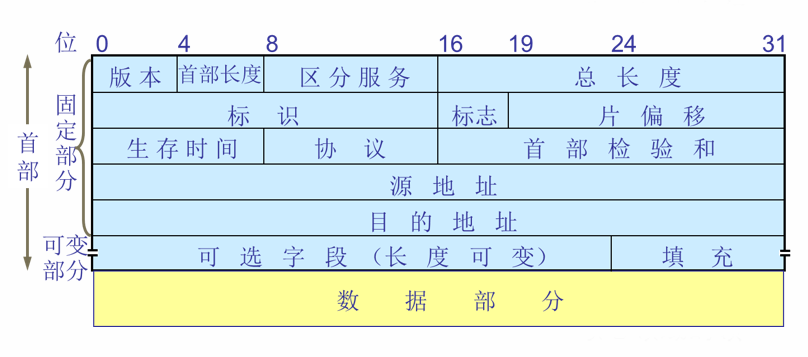 位 0 4 8 16 19 24 31
版本 首部长度 区分服务 总长度
标识 标志 片偏移
生存时间 协议 首部检验和
源地址
目的地址
可选字段（长度可变） 填充
数据部分
首部
固定部分
可变部分